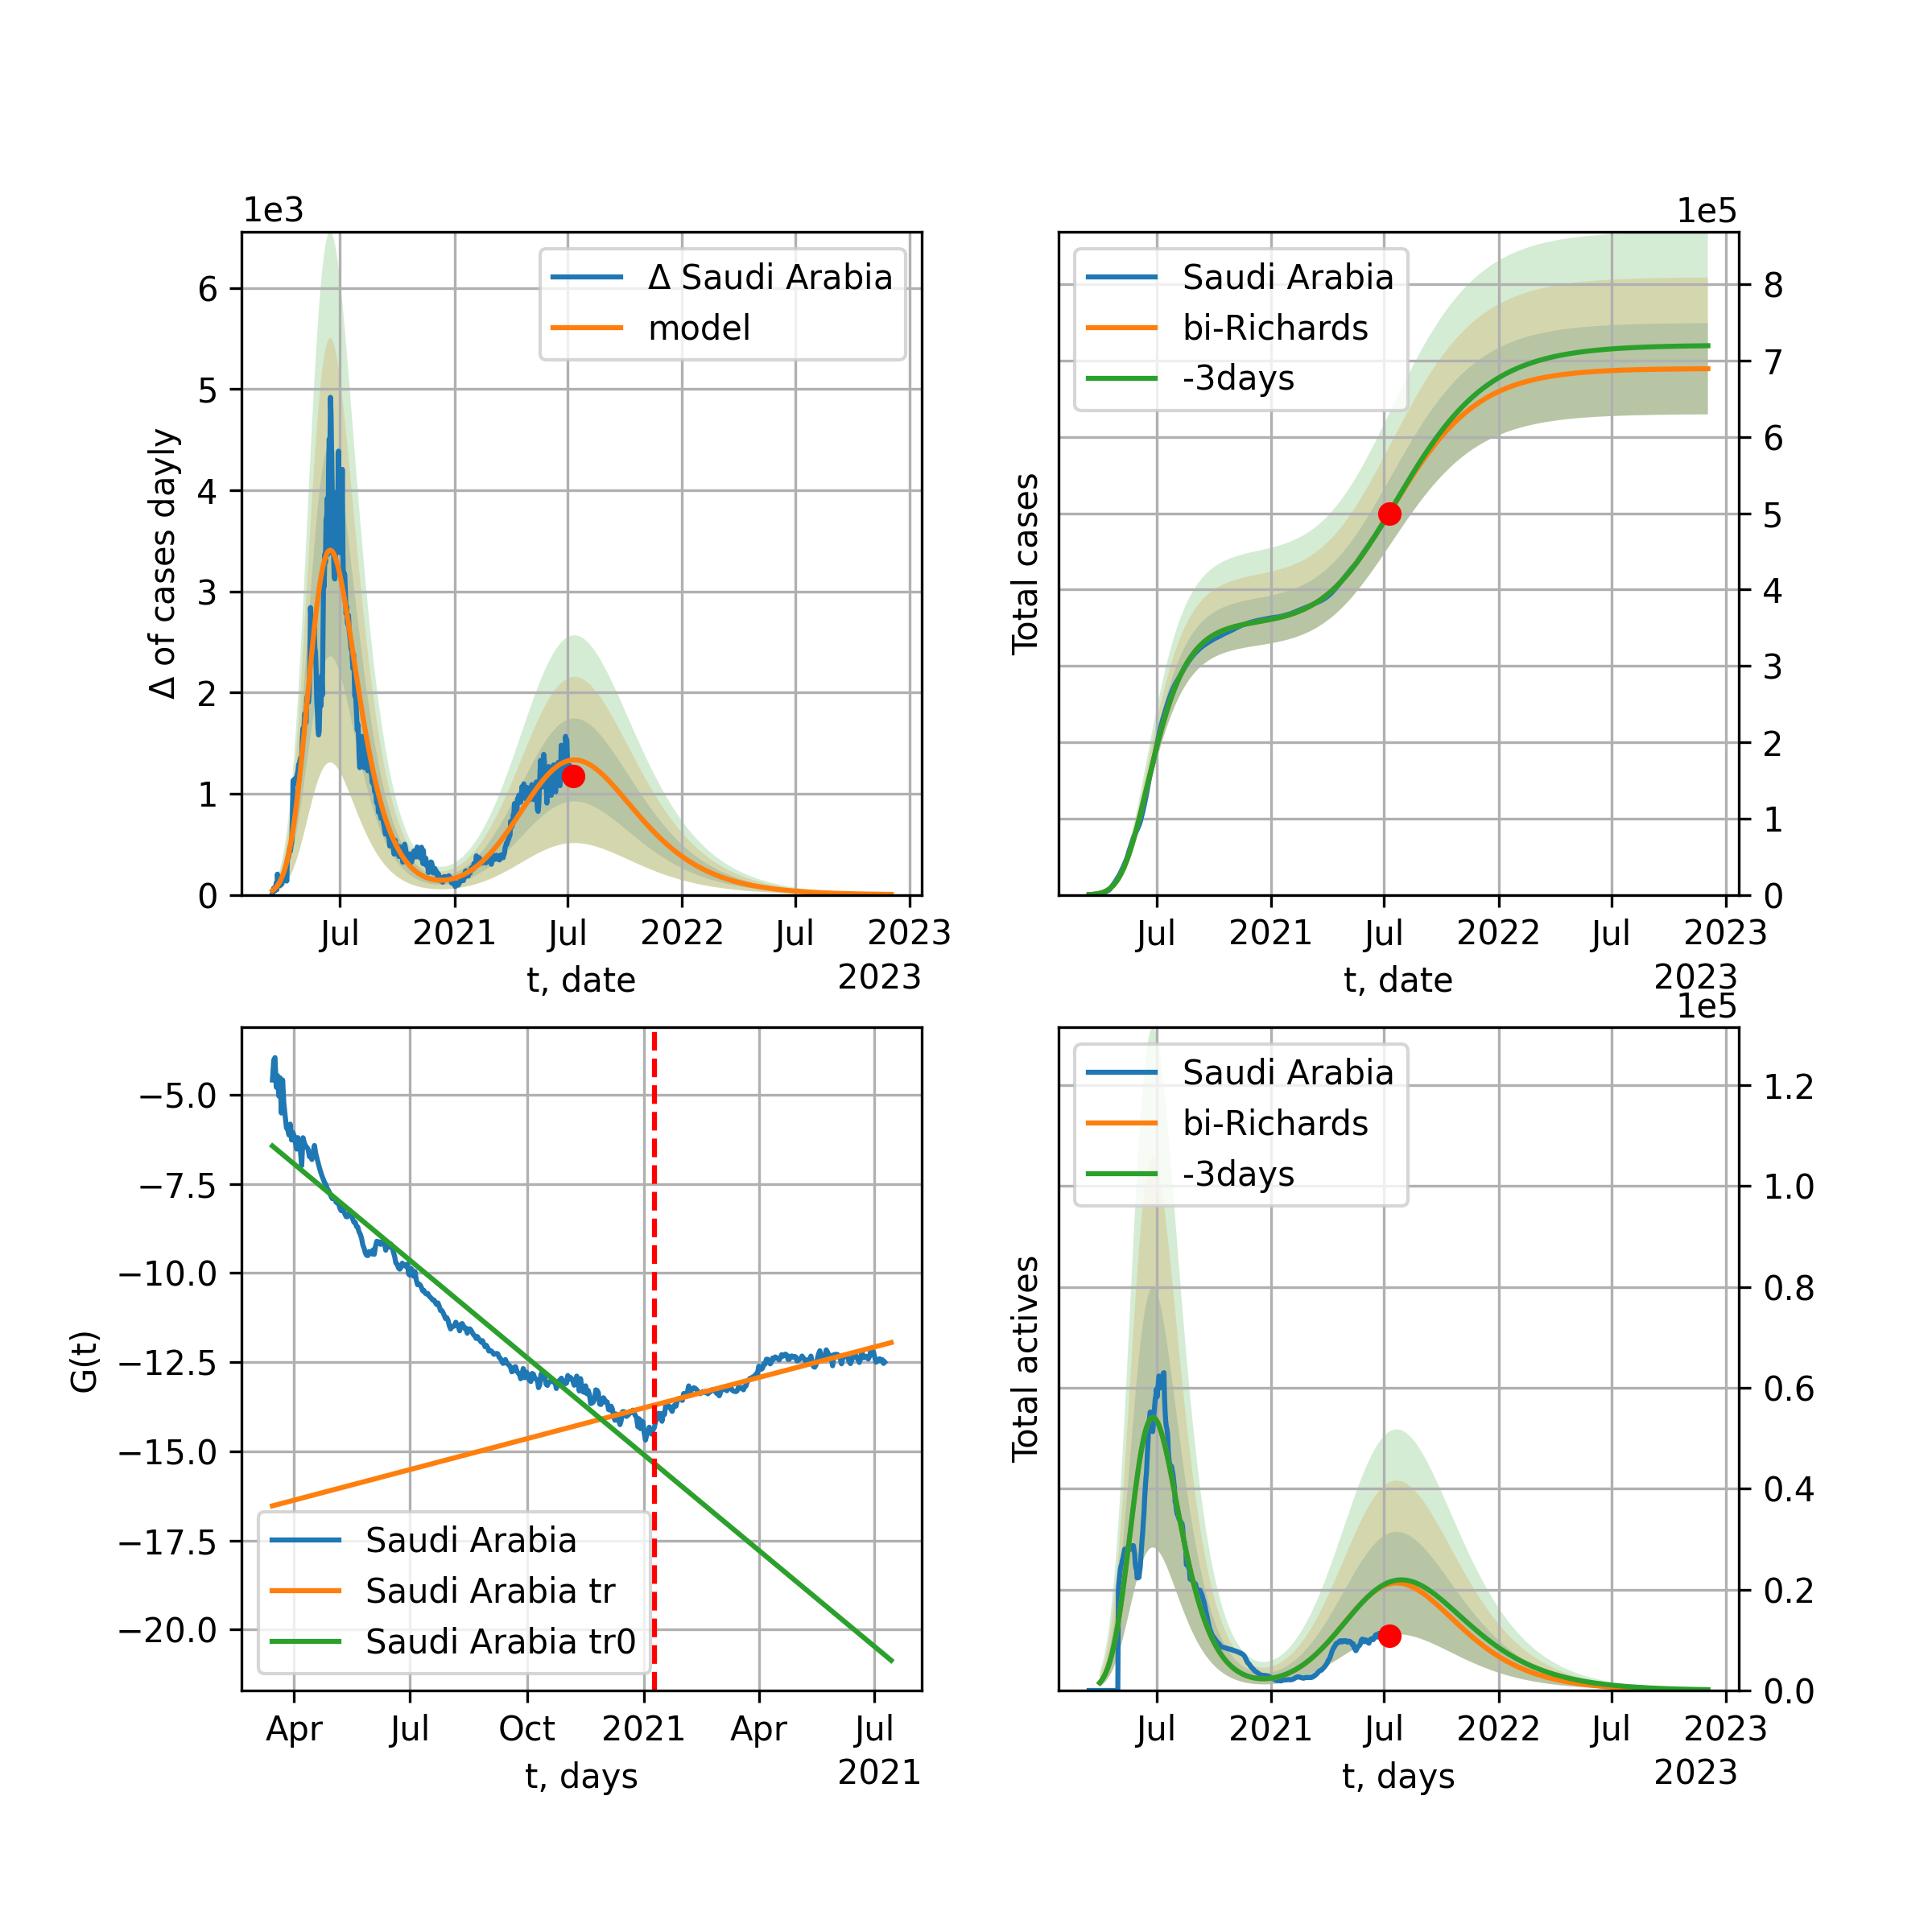 1e3
Δ of cases dayly
6
5
4
3
2
1
0
Δ Saudi Arabia
model
Jul
2021
Jul
2022
Jul
2023
t, date
2023
1e5
Total cases
Saudi Arabia
bi-Richards
-3days
8
7
6
5
4
3
2
1
0
Jul
2021
Jul
2022
Jul
2023
t, date
2023
G(t)
−5.0
−7.5
−10.0
−12.5
−15.0
−17.5
−20.0
Saudi Arabia
Saudi Arabia tr
Saudi Arabia tr0
Apr
Jul
Oct
2021
Apr
Jul
t, days
2021
1e5
Total actives
Saudi Arabia
bi-Richards
-3days
1.2
1.0
0.8
0.6
0.4
0.2
0.0
Jul
2021
Jul
2022
Jul
2023
t, days
2023